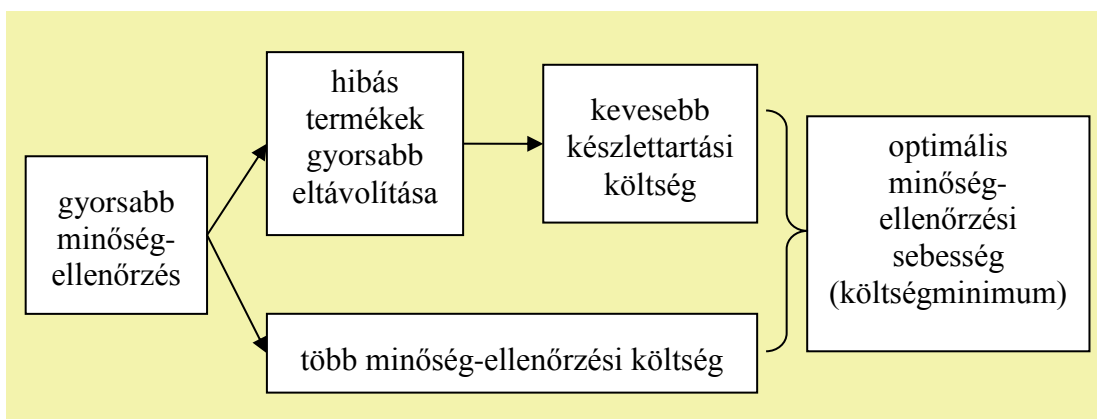 gyorsabb
minőség-
ellenőrzés
hibás
termékek
gyorsabb
eltávolítása
kevesebb
készlettartási
költség
több minőség-ellenőrzési költség
optimális
minőség-
ellenőrzési
sebesség
(költségminimum)